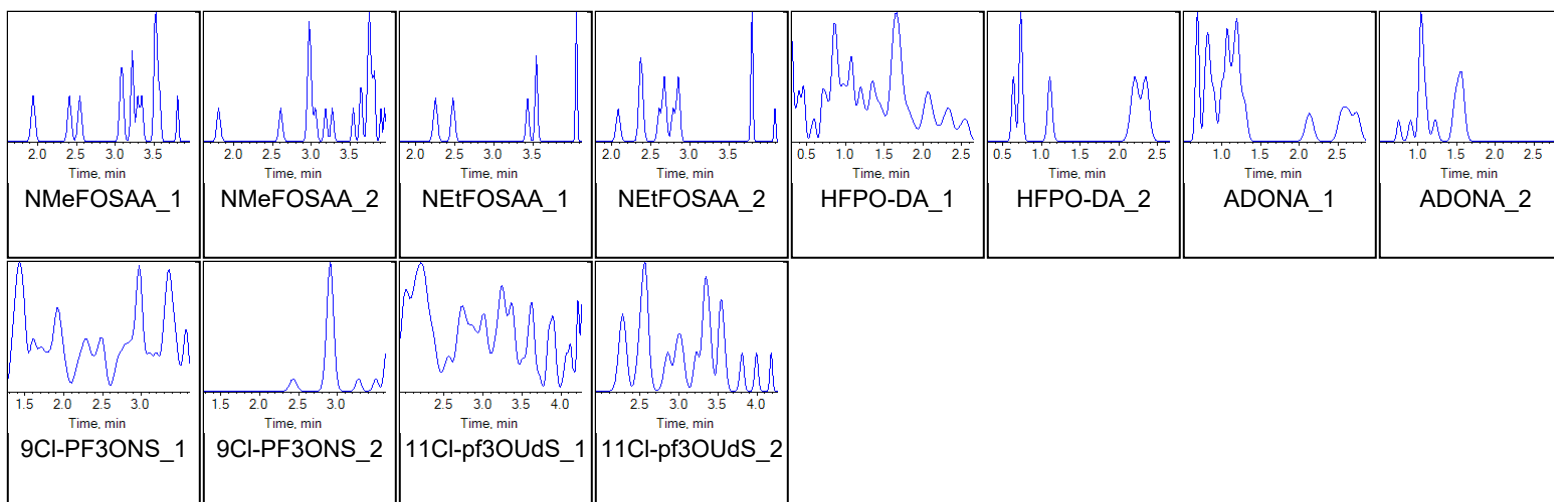 2.0 2.5 3.0 3.5 2.0 2.5 3.0 3.5 2.0 2.5 3.0 3.5 4.0 2.0 2.5 3.0 3.5 4.0 0.5 1.0 1.5 2.0 2.5 0.5 1.0 1.5 2.0 2.5 1.0 1.5 2.0 2.5 1.0 1.5 2.0 2.5
Time, min Time, min Time, min Time, min Time, min Time, min Time, min Time, min
NMeFOSAA_1 NMeFOSAA_2 NEtFOSAA_1 NEtFOSAA_2 HFPO-DA_1 HFPO-DA_2 ADONA_1 ADONA_2
1.5 2.0 2.5 3.0 1.5 2.0 2.5 3.0 2.5 3.0 3.5 4.0 2.5 3.0 3.5 4.0
Time, min Time, min Time, min Time, min
9Cl-PF3ONS_1 9Cl-PF3ONS_2 11Cl-pf3OUdS_1 11Cl-pf3OUdS_2